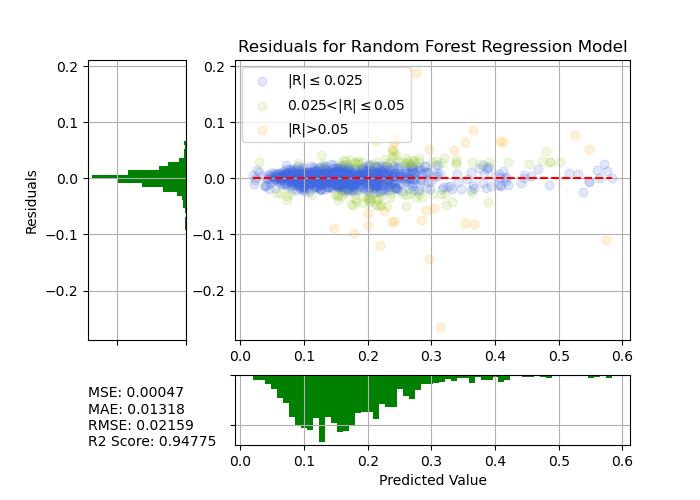 Residuals for Random Forest Regression Model
0.2
0.1
0.0
−0.1
−0.2
Residuals
0.2
0.1
0.0
−0.1
−0.2
|R| ≤ 0.025
0.025<|R| ≤ 0.05
|R|>0.05
0.0 0.1 0.2 0.3 0.4 0.5 0.6
MSE: 0.00047
MAE: 0.01318
RMSE: 0.02159
R2 Score: 0.94775
0.0 0.1 0.2 0.3 0.4 0.5 0.6
Predicted Value